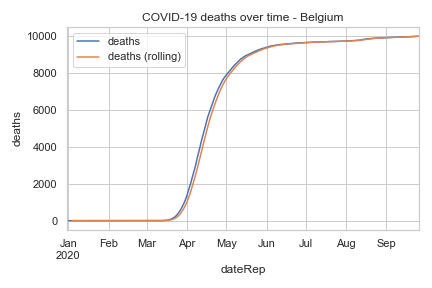 COVID-19 deaths over time - Belgium
deaths
deaths (rolling)
10000
8000
6000
4000
2000
0
deaths
Jan Feb Mar Apr May Jun Jul Aug Sep
2020
dateRep